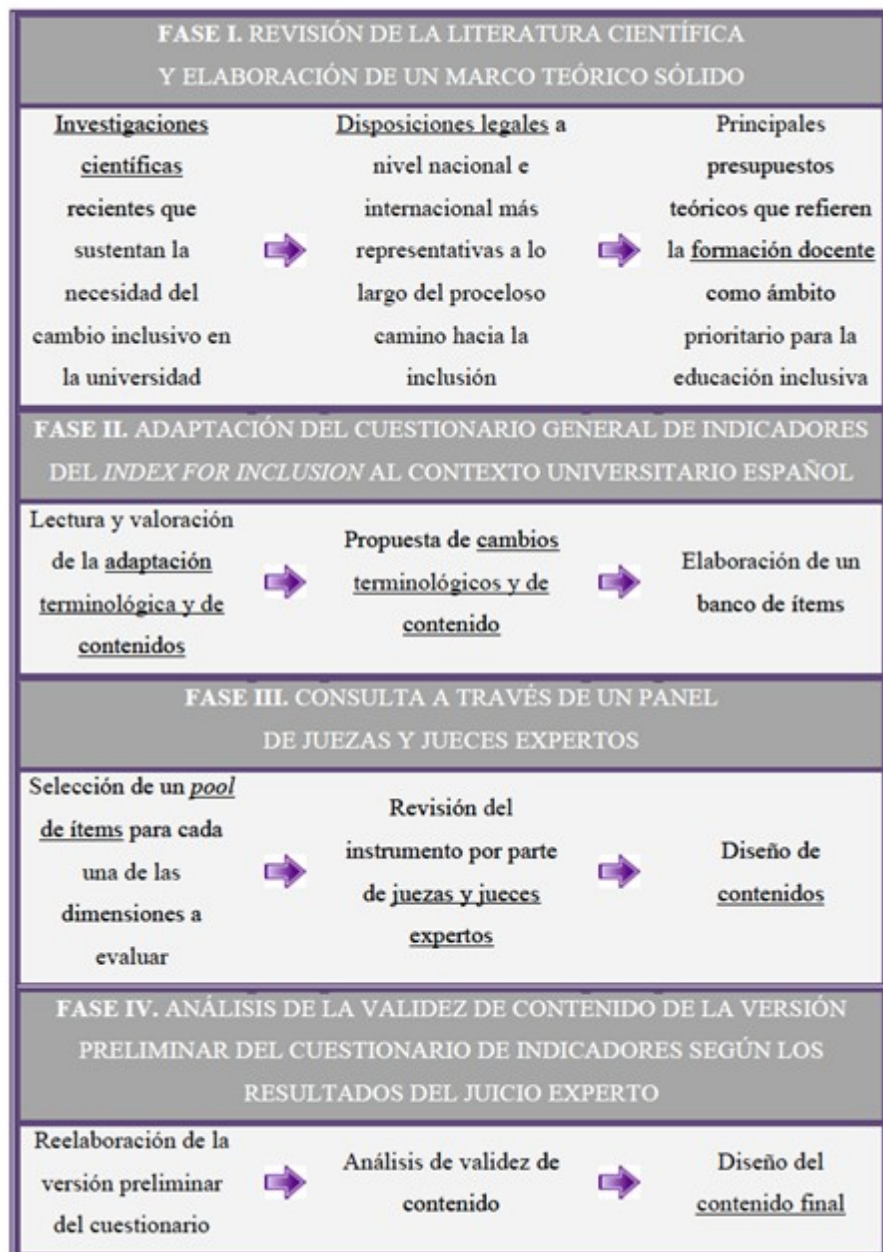 FASE I. REVISIÓN DE LA LITERATURA CIENTÍFICA
Y ELABORACIÓN DE UN MARCO TEÓRICO SÓLIDO
Investigaciones
científicas
recientes que
sustentan la
necesidad del
cambio inclusivo en
la universidad
Disposiciones legales a
nivel nacional e
internacional más
representativas a lo
largo del proceloso
camino hacia la
inclusión
Principales
presupuestos
teóricos que refieren
la formación docente
como ámbito
prioritario para la
educación inclusiva
FASE II. ADAPTACIÓN DEL CUESTIONARIO GENERAL DE INDICADORES
DEL INDEX FOR INCLUSION AL CONTEXTO UNIVERSITARIO ESPAÑOL
Lectura y valoración
de la adaptación
terminológica y de
contenidos
Propuesta de cambios
terminológicos y de
contenido
Elaboración de un
banco de ítems
FASE III. CONSULTA A TRAVÉS DE UN PANEL
DE JUEZAS Y JUECES EXPERTOS
Selección de un pool
de ítems para cada
una de las
dimensiones a
evaluar
Revisión del
instrumento por parte
de juezas y jueces
expertos
Diseño de
contenidos
FASE IV. ANÁLISIS DE LA VALIDEZ DE CONTENIDO DE LA VERSIÓN
PRELIMINAR DEL CUESTIONARIO DE INDICADORES SEGÚN LOS
RESULTADOS DEL JUICIO EXPERTO
Reelaboración de la
versión preliminar
del cuestionario
Análisis de validez de
contenido
Diseño del
contenido final